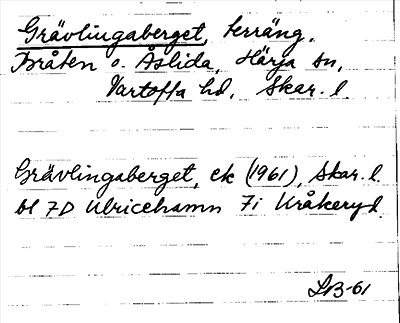 Grävlingaberget, terräng.
Bråten o. Åslida, Härja sn,
Vartofta hd, Skar. l.
Grävlingaberget, ek (1961), Skar. l.
bl 7D Ulricehamn 7i Kråkeryd.
LB-61